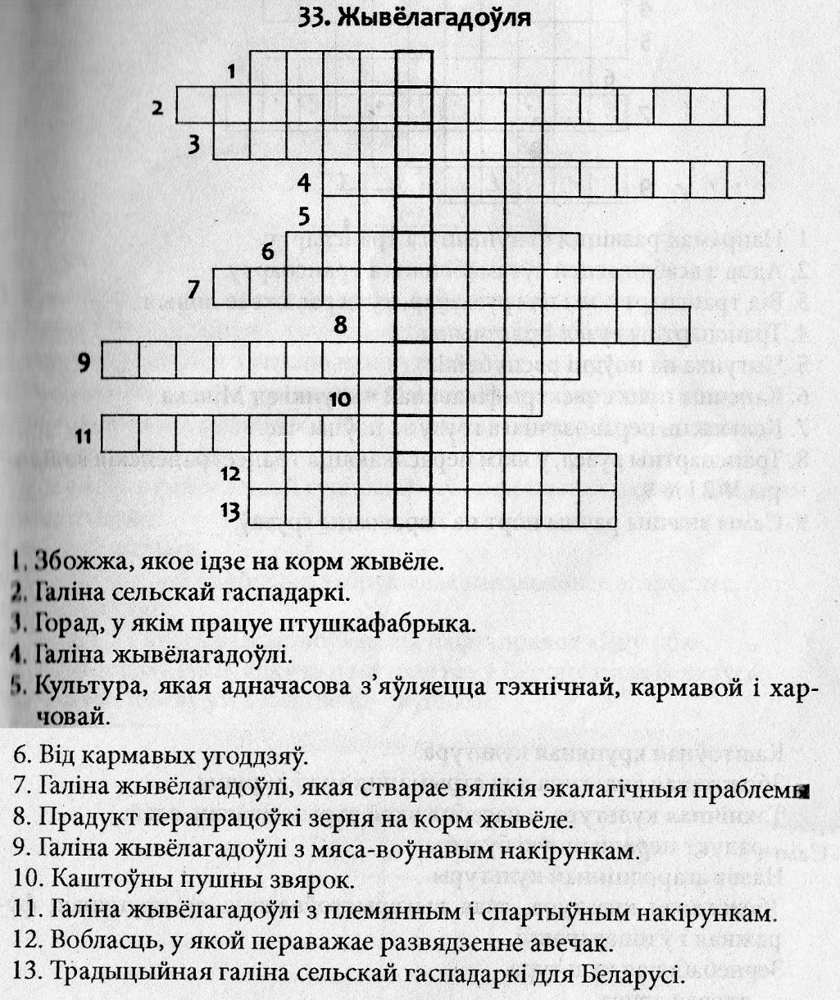 33. Жывёлагадоўля
1
2
3
4
5
6
7
8
9
10
11
12
13
1. Збожжа, якое ідзе на корм жывёле.
2. Галіна сельскай гаспадаркі.
3. Горад, у якім працуе птушкафабрыка.
4. Галіна жывёлагадоўлі.
5. Культура, якая адначасова з’яўляецца тэхнічнай, кармавой і хар-
човай.
6. Від кармавых угоддзяў.
7. Галіна жывёлагадоўлі, якая стварае вялікія экалагічныя праблемы
8. Прадукт перапрацоўкі зерня на корм жывёле.
9. Галіна жывёлагадоўлі з мяса-воўнавым накірункам.
10. Каштоўны пушны звярок.
11. Галіна жывёлагадоўлі з племянным і спартыўным накірункам.
12. Вобласць, у якой пераважае развядзенне авечак.
13. Традыцыйная галіна сельскай гаспадаркі для Беларусі.